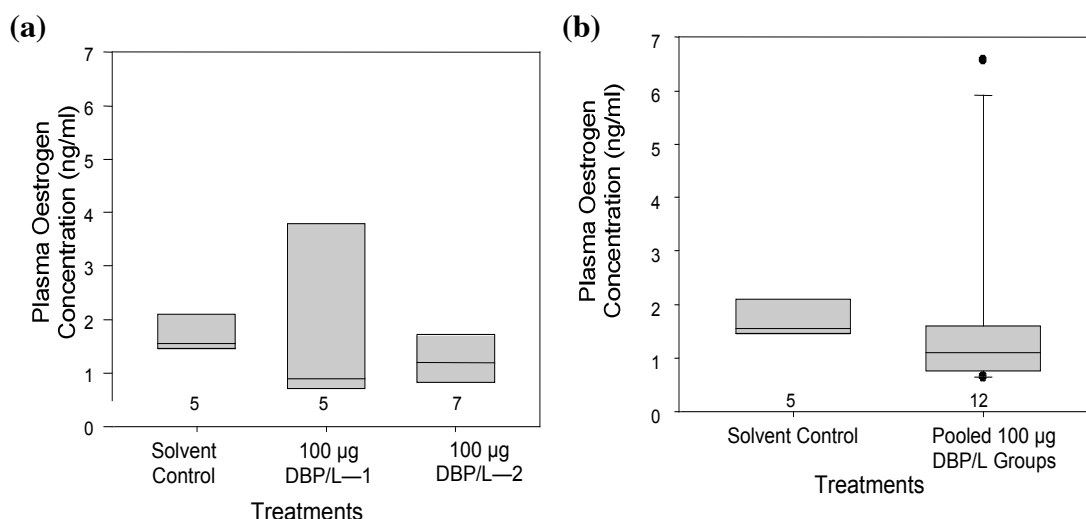 (a)
Plasma Oestrogen
Concentration (ng/ml)
7
6
5
4
3
2
1
0
5
5
7
Solvent
Control
100 µg
DBP/L—1
100 µg
DBP/L—2
Treatments
(b)
Plasma Oestrogen
Concentration (ng/ml)
7
6
5
4
3
2
1
0
5
12
Solvent Control
Pooled 100 µg
DBP/L Groups
Treatments